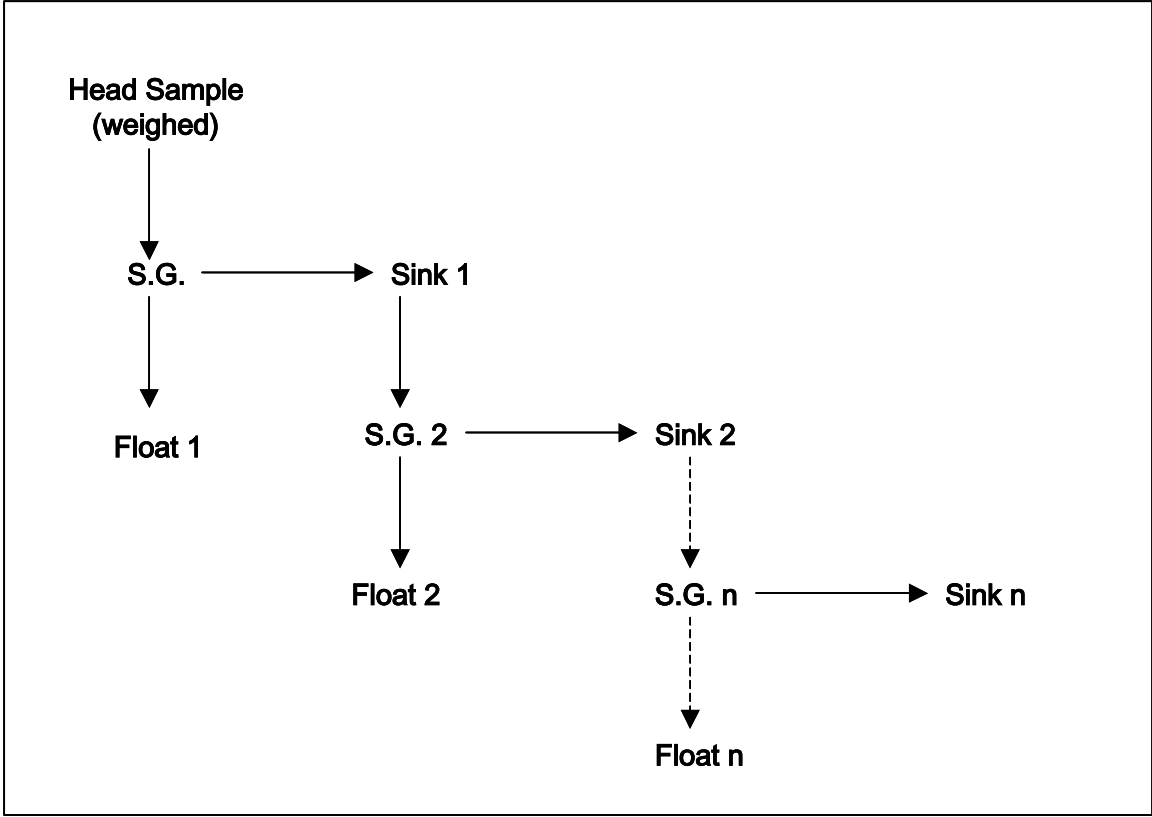 Head Sample
(weighed)
S.G.
Sink 1
Float 1
S.G. 2
Sink 2
Float 2
S.G. n
Sink n
Float n